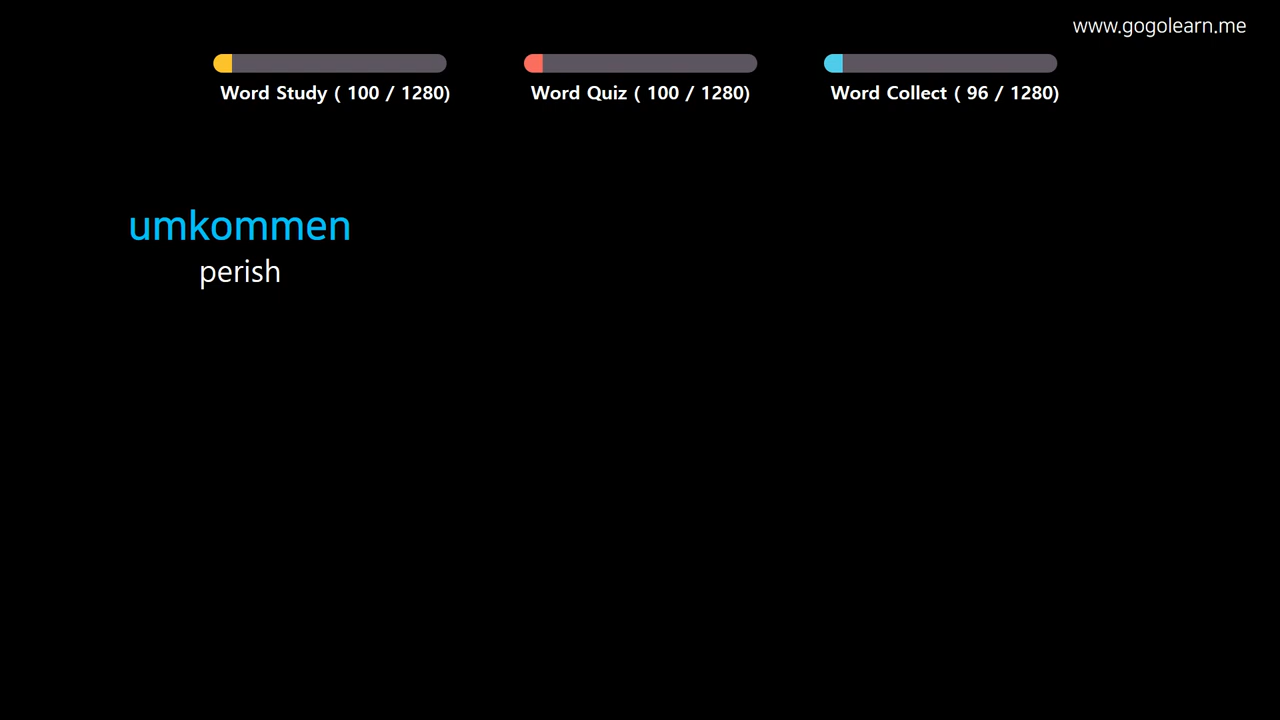 www.gogolearn.me
Word Study ( 100 / 1280)
Word Quiz ( 100 / 1280)
Word Collect ( 96 / 1280)
umkommen
perish